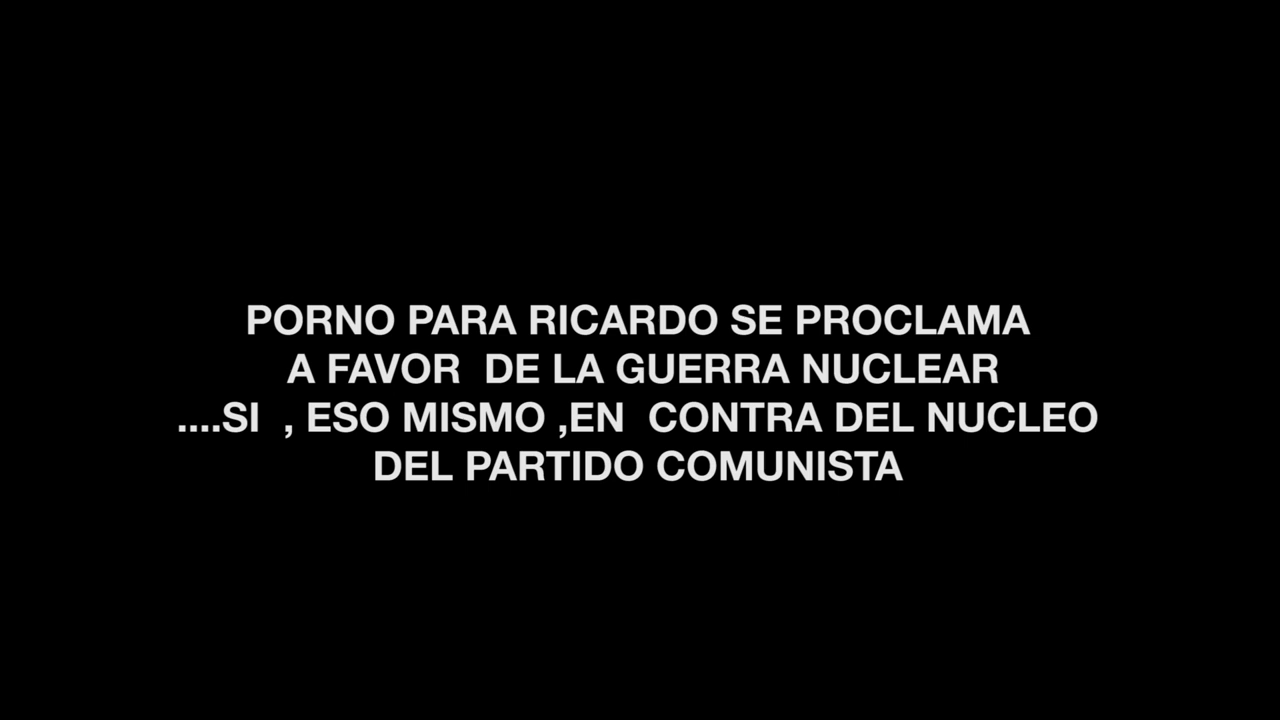 PORNO PARA RICARDO SE PROCLAMA
A FAVOR  DE LA GUERRA NUCLEAR
....SI  , ESO MISMO ,EN  CONTRA DEL NUCLEO
DEL PARTIDO COMUNISTA